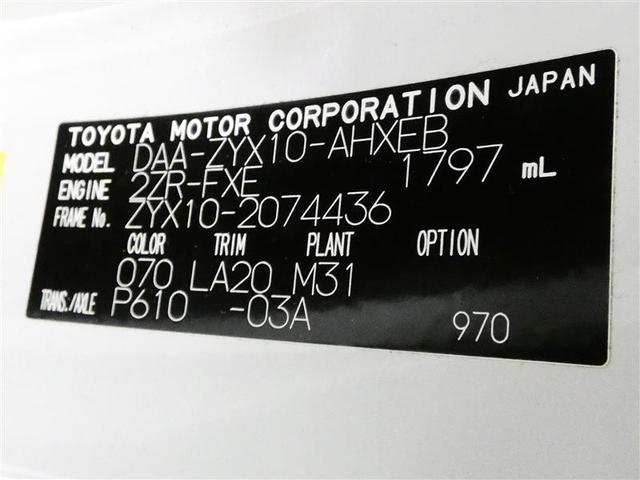 TOYOTA MOTOR CORPORATION JAPAN
MODEL DAA-ZYX10-AHXEB
ENGINE 2ZR-FXE 1797 mL
FRAME No. ZYX10-2074436
COLOR TRIM PLANT OPTION
070 LA20 M31
TRANS./AXLE P610 -03A 970